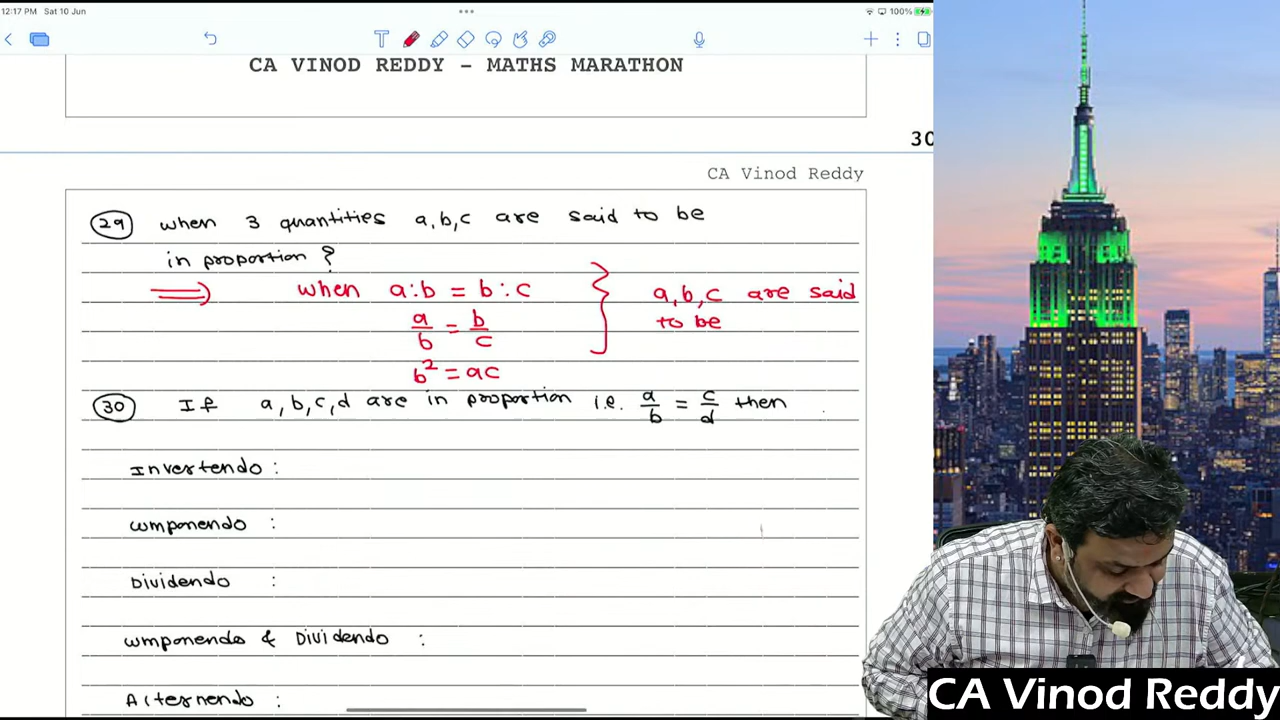 12:17 PM Sat 10 Jun
100%
T
CA VINOD REDDY - MATHS MARATHON
30
CA Vinod Reddy
29 when 3 quantities a, b, c are said to be
in proportion ?
⇒ when a:b = b:c
a/b = b/c
b² = ac
a, b, c are said
to be
30 If a, b, c, d are in proportion i.e. a/b = c/d then
Invertendo :
componendo :
Dividendo :
componendo & Dividendo :
Alternendo :
CA Vinod Reddy